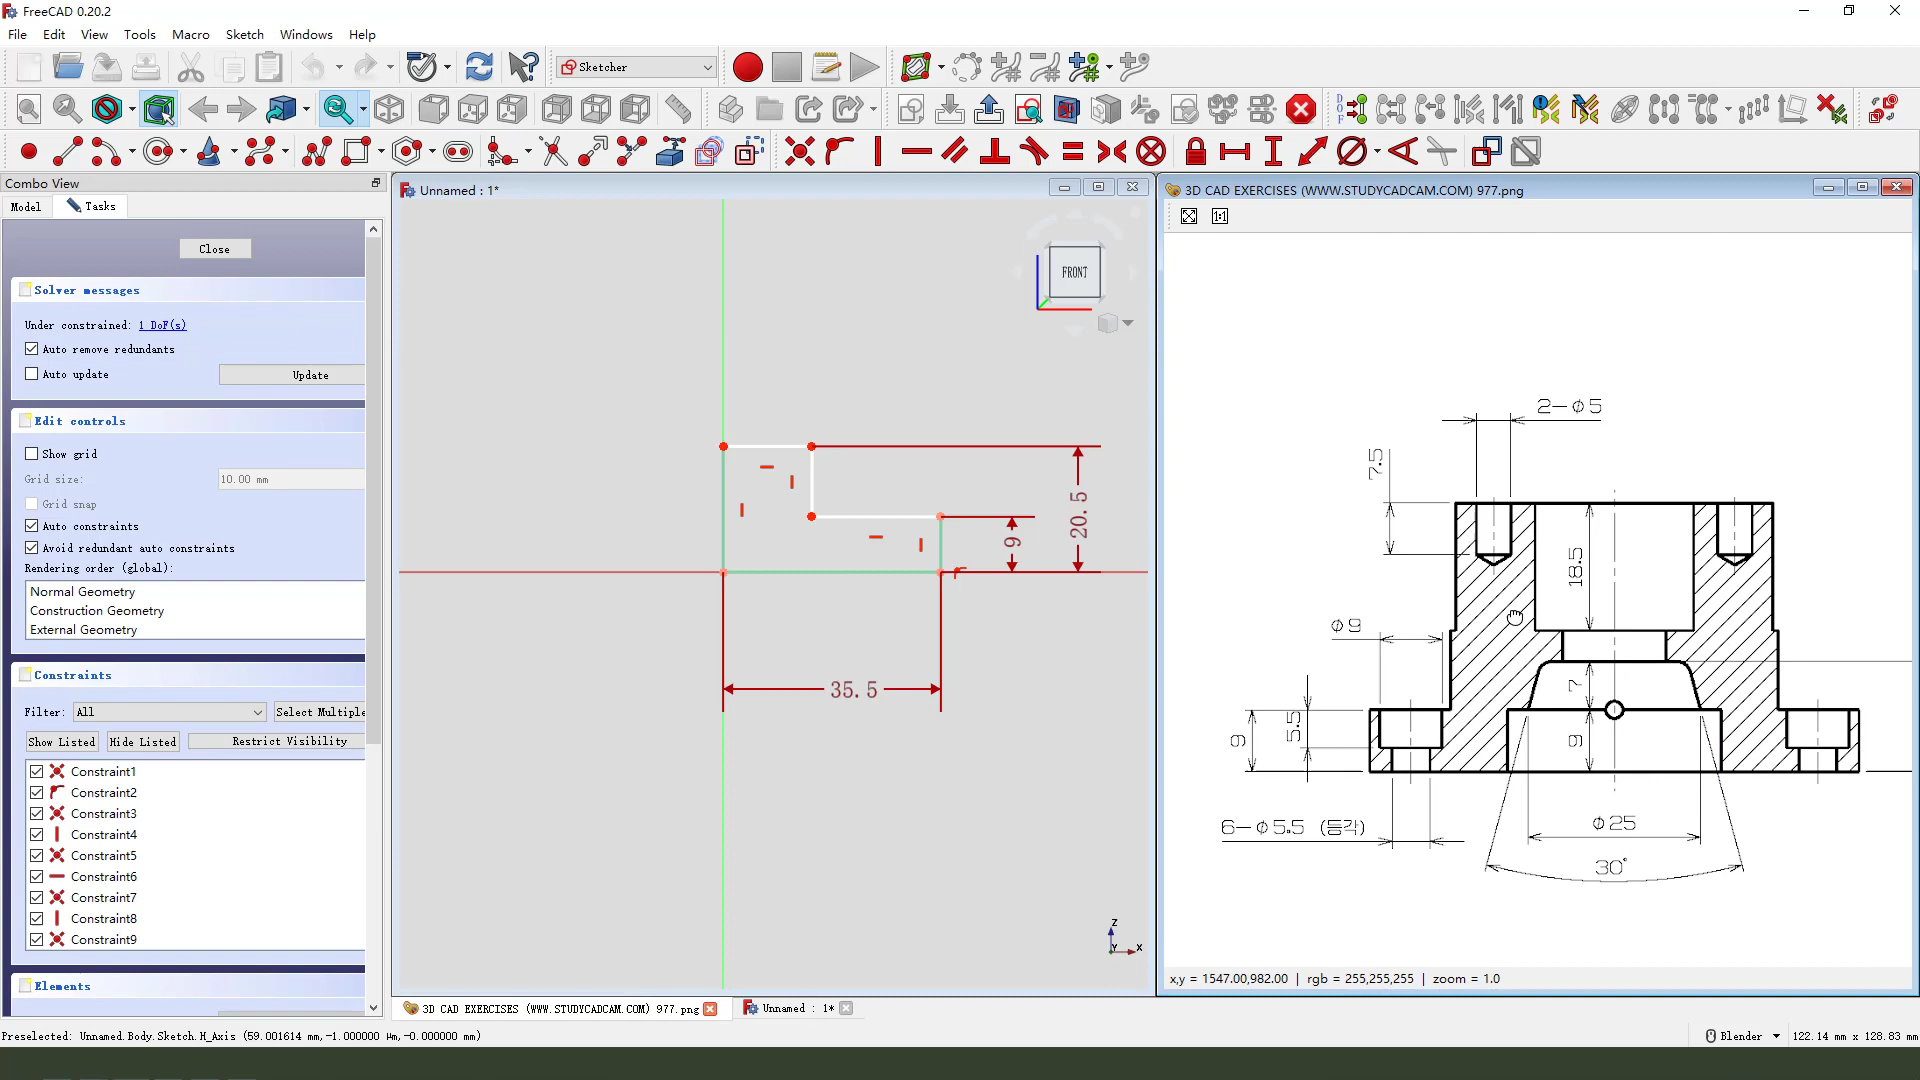 FreeCAD 0.20.2
File Edit View Tools Macro Sketch Windows Help
Sketcher
Combo View
Model Tasks
Close
Solver messages
Under constrained: 1 DoF(s)
Auto remove redundants
Auto update Update
Edit controls
Show grid
Grid size: 10.00 mm
Grid snap
Auto constraints
Avoid redundant auto constraints
Rendering order (global):
Normal Geometry
Construction Geometry
External Geometry
Constraints
Filter: All Select Multiple
Show Listed Hide Listed Restrict Visibility
Constraint1
Constraint2
Constraint3
Constraint4
Constraint5
Constraint6
Constraint7
Constraint8
Constraint9
Elements
Unnamed : 1*
FRONT
20.5
9
35.5
Z
Y X
3D CAD EXERCISES (WWW.STUDYCADCAM.COM) 977.png
1:1
2-φ5
7.5
18.5
φ9
7
9
5.5
9
6-φ5.5 (등각)
φ25
30°
x,y = 1547.00,982.00 | rgb = 255,255,255 | zoom = 1.0
3D CAD EXERCISES (WWW.STUDYCADCAM.COM) 977.png Unnamed : 1*
Preselected: Unnamed.Body.Sketch.H_Axis (59.001614 mm,-1.000000 μm,-0.000000 mm) Blender 122.14 mm x 128.83 mm